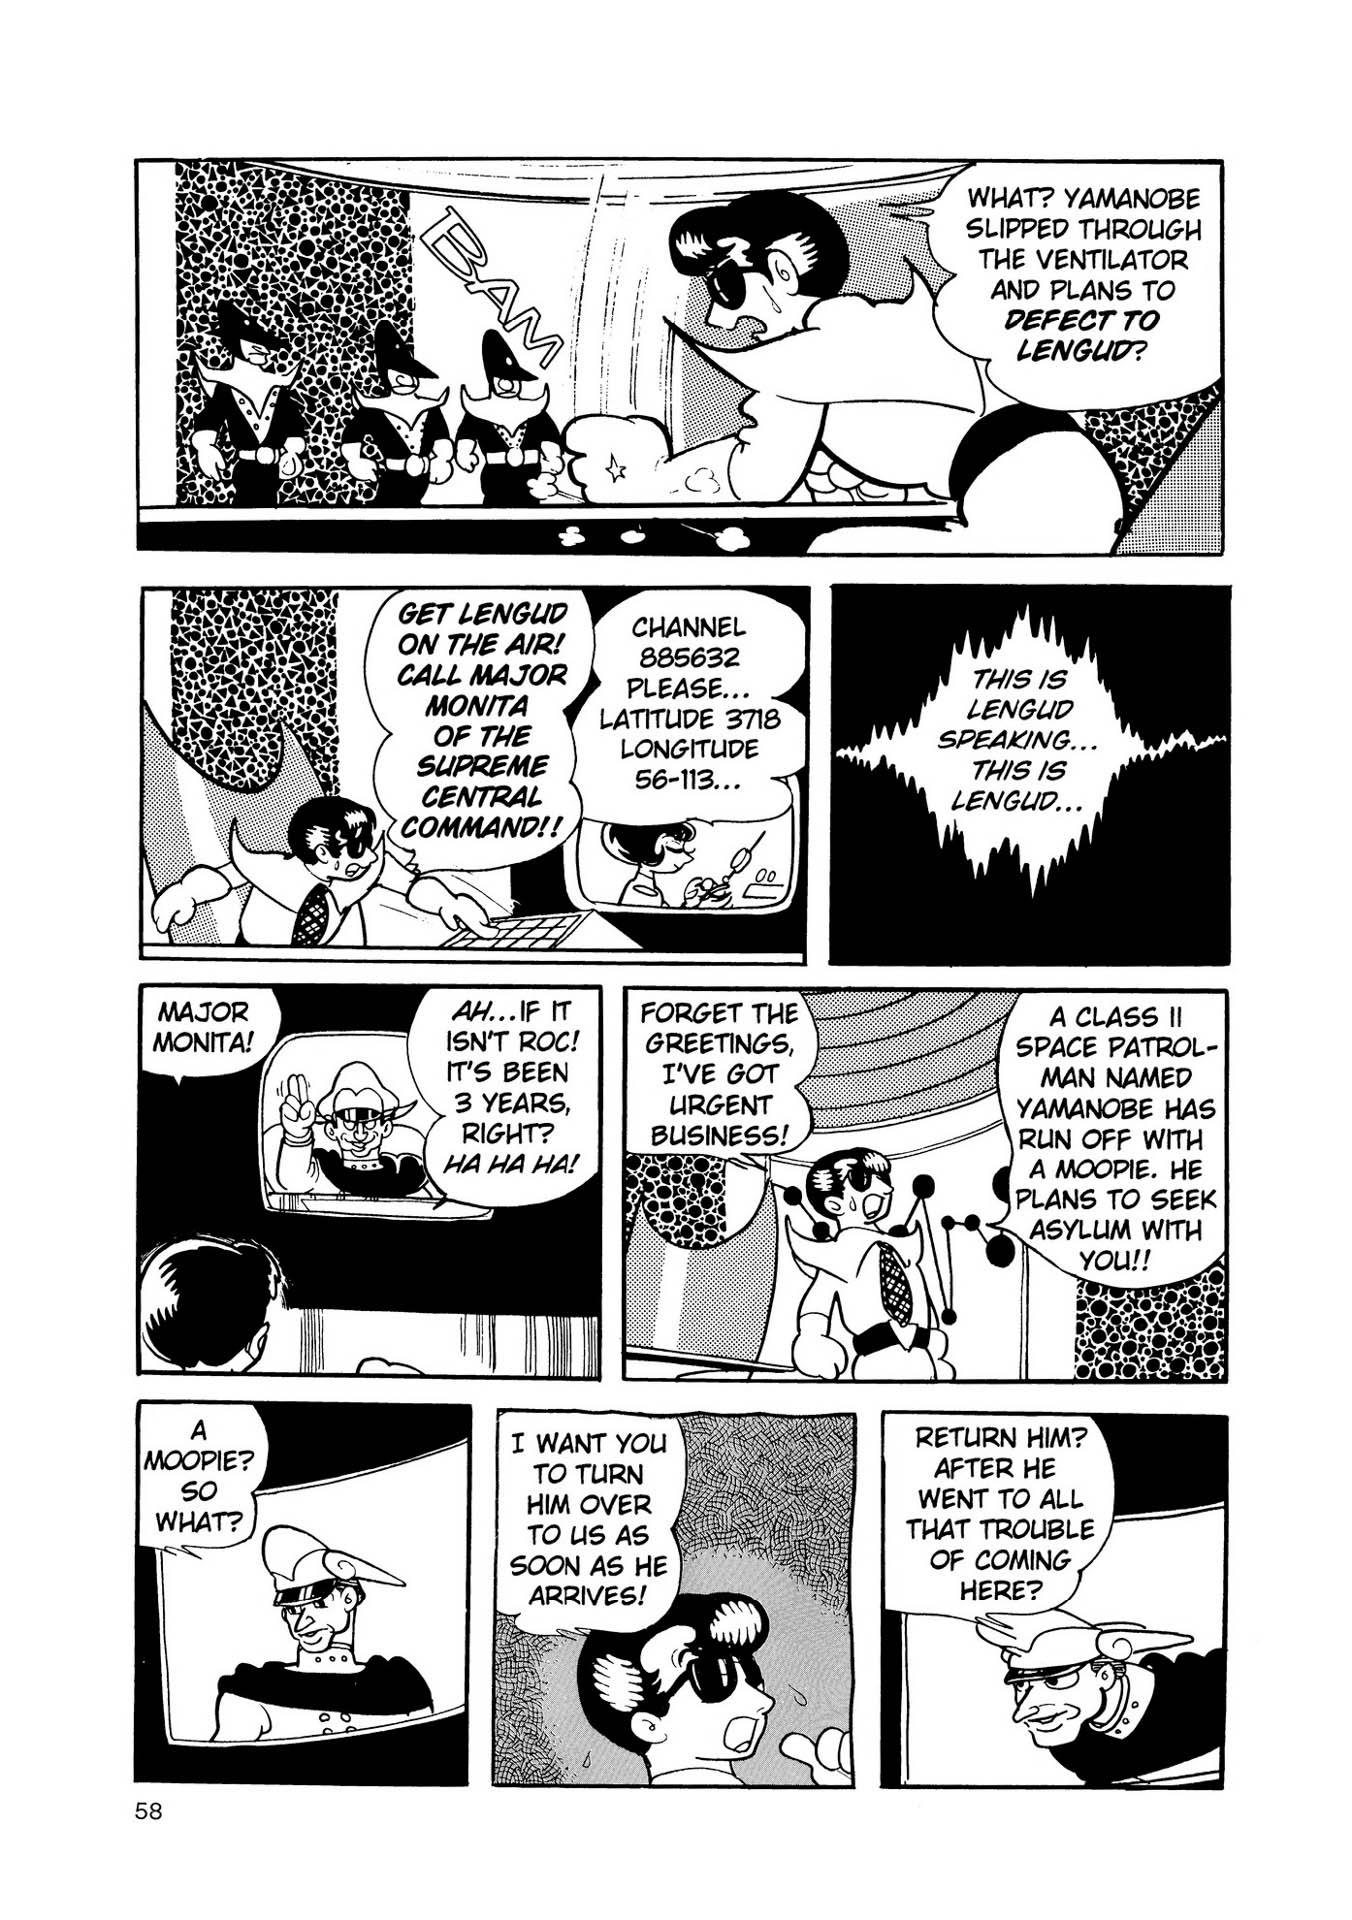 WHAT? YAMANOBE
SLIPPED THROUGH
THE VENTILATOR
AND PLANS TO
DEFECT TO
LENGUD?
BAM
GET LENGUD
ON THE AIR!
CALL MAJOR
MONITA
OF THE
SUPREME
CENTRAL
COMMAND!!
CHANNEL
885632
PLEASE...
LATITUDE 3718
LONGITUDE
56-113...
THIS IS
LENGUD
SPEAKING...
THIS IS
LENGUD...
MAJOR
MONITA!
AH...IF IT
ISN'T ROC!
IT'S BEEN
3 YEARS,
RIGHT?
HA HA HA!
FORGET THE
GREETINGS,
I'VE GOT
URGENT
BUSINESS!
A CLASS II
SPACE PATROL-
MAN NAMED
YAMANOBE HAS
RUN OFF WITH
A MOOPIE. HE
PLANS TO SEEK
ASYLUM WITH
YOU!!
A
MOOPIE?
SO
WHAT?
I WANT YOU
TO TURN
HIM OVER
TO US AS
SOON AS HE
ARRIVES!
RETURN HIM?
AFTER HE
WENT TO ALL
THAT TROUBLE
OF COMING
HERE?
58